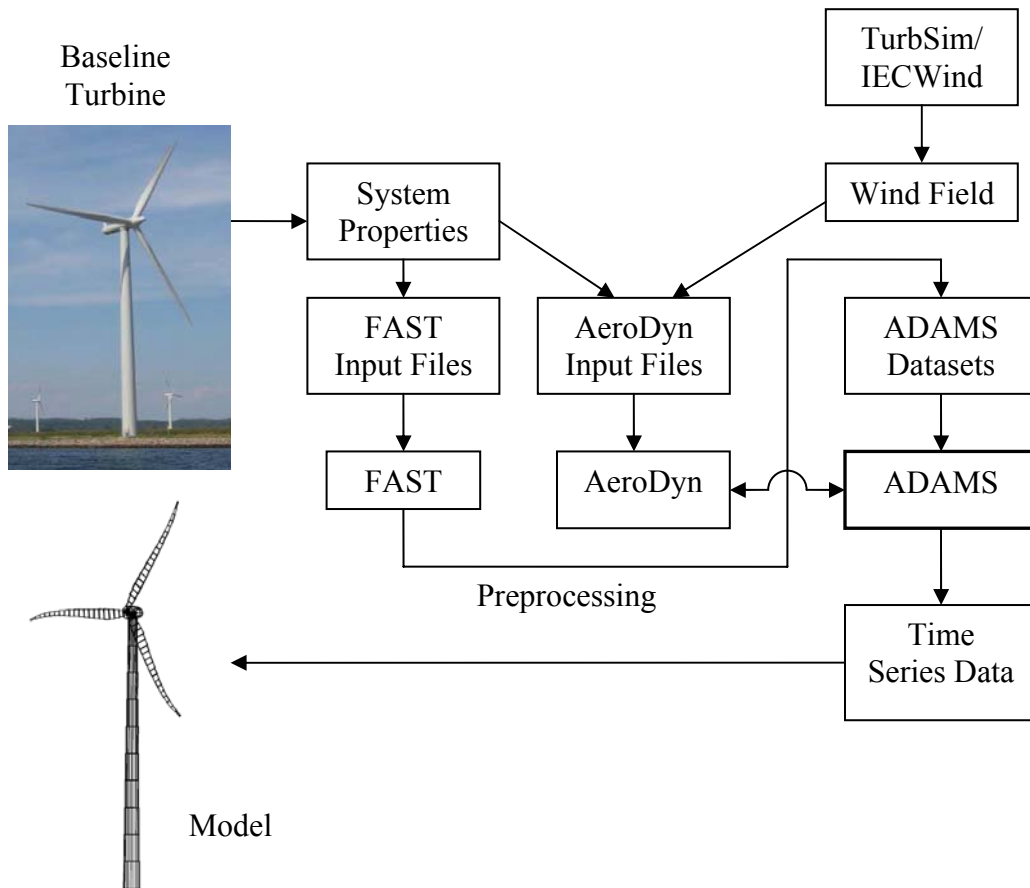 Baseline
Turbine
TurbSim/
IECWind
System
Properties
Wind Field
FAST
Input Files
AeroDyn
Input Files
ADAMS
Datasets
FAST
AeroDyn
ADAMS
Preprocessing
Time
Series Data
Model